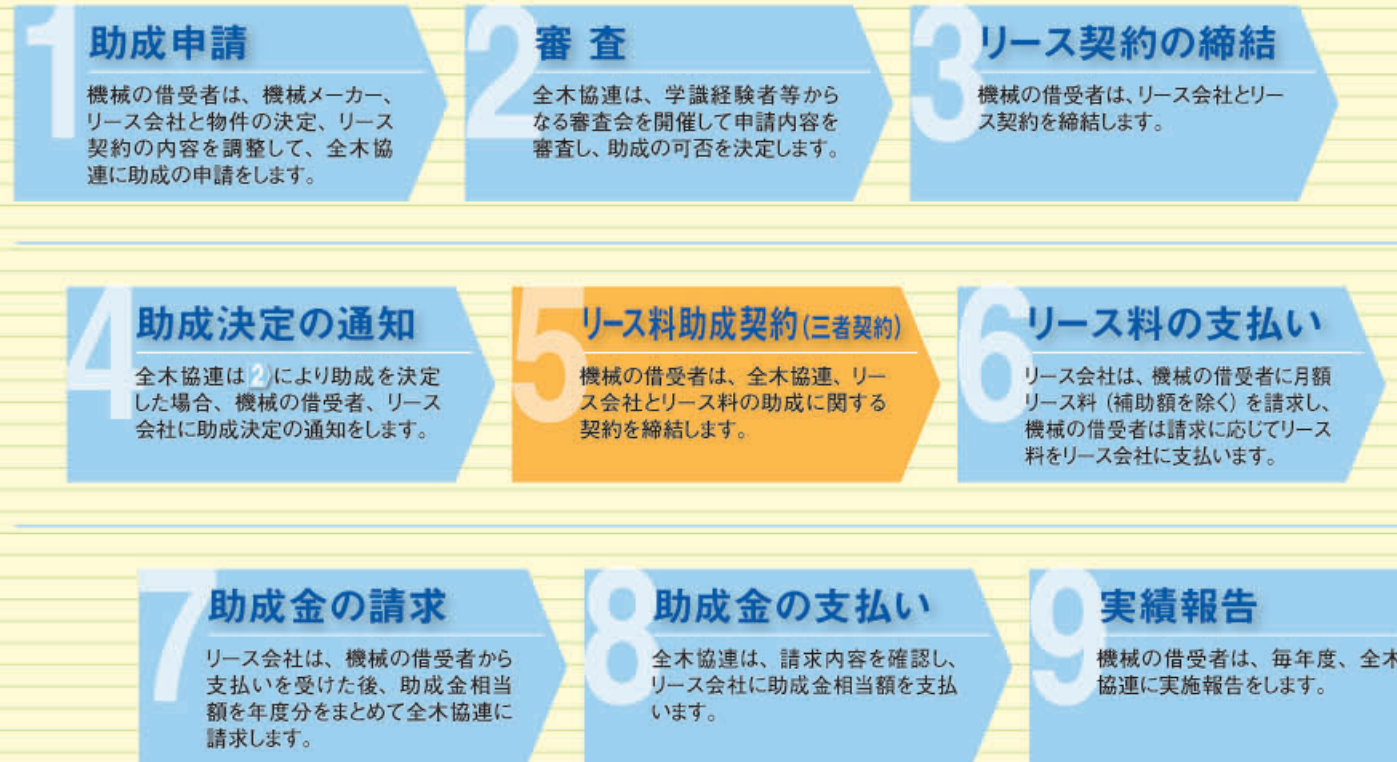 1 助成申請
機械の借受者は、機械メーカー、
リース会社と物件の決定、リース
契約の内容を調整して、全木協
連に助成の申請をします。
2 審 査
全木協連は、学識経験者等から
なる審査会を開催して申請内容を
審査し、助成の可否を決定します。
3 リース契約の締結
機械の借受者は、リース会社とリー
ス契約を締結します。
4 助成決定の通知
全木協連は2により助成を決定
した場合、機械の借受者、リース
会社に助成決定の通知をします。
5 リース料助成契約(三者契約)
機械の借受者は、全木協連、リー
ス会社とリース料の助成に関する
契約を締結します。
6 リース料の支払い
リース会社は、機械の借受者に月額
リース料(補助額を除く)を請求し、
機械の借受者は請求に応じてリース
料をリース会社に支払います。
7 助成金の請求
リース会社は、機械の借受者から
支払いを受けた後、助成金相当
額を年度分をまとめて全木協連に
請求します。
8 助成金の支払い
全木協連は、請求内容を確認し、
リース会社に助成金相当額を支払
います。
9 実績報告
機械の借受者は、毎年度、全木
協連に実施報告をします。